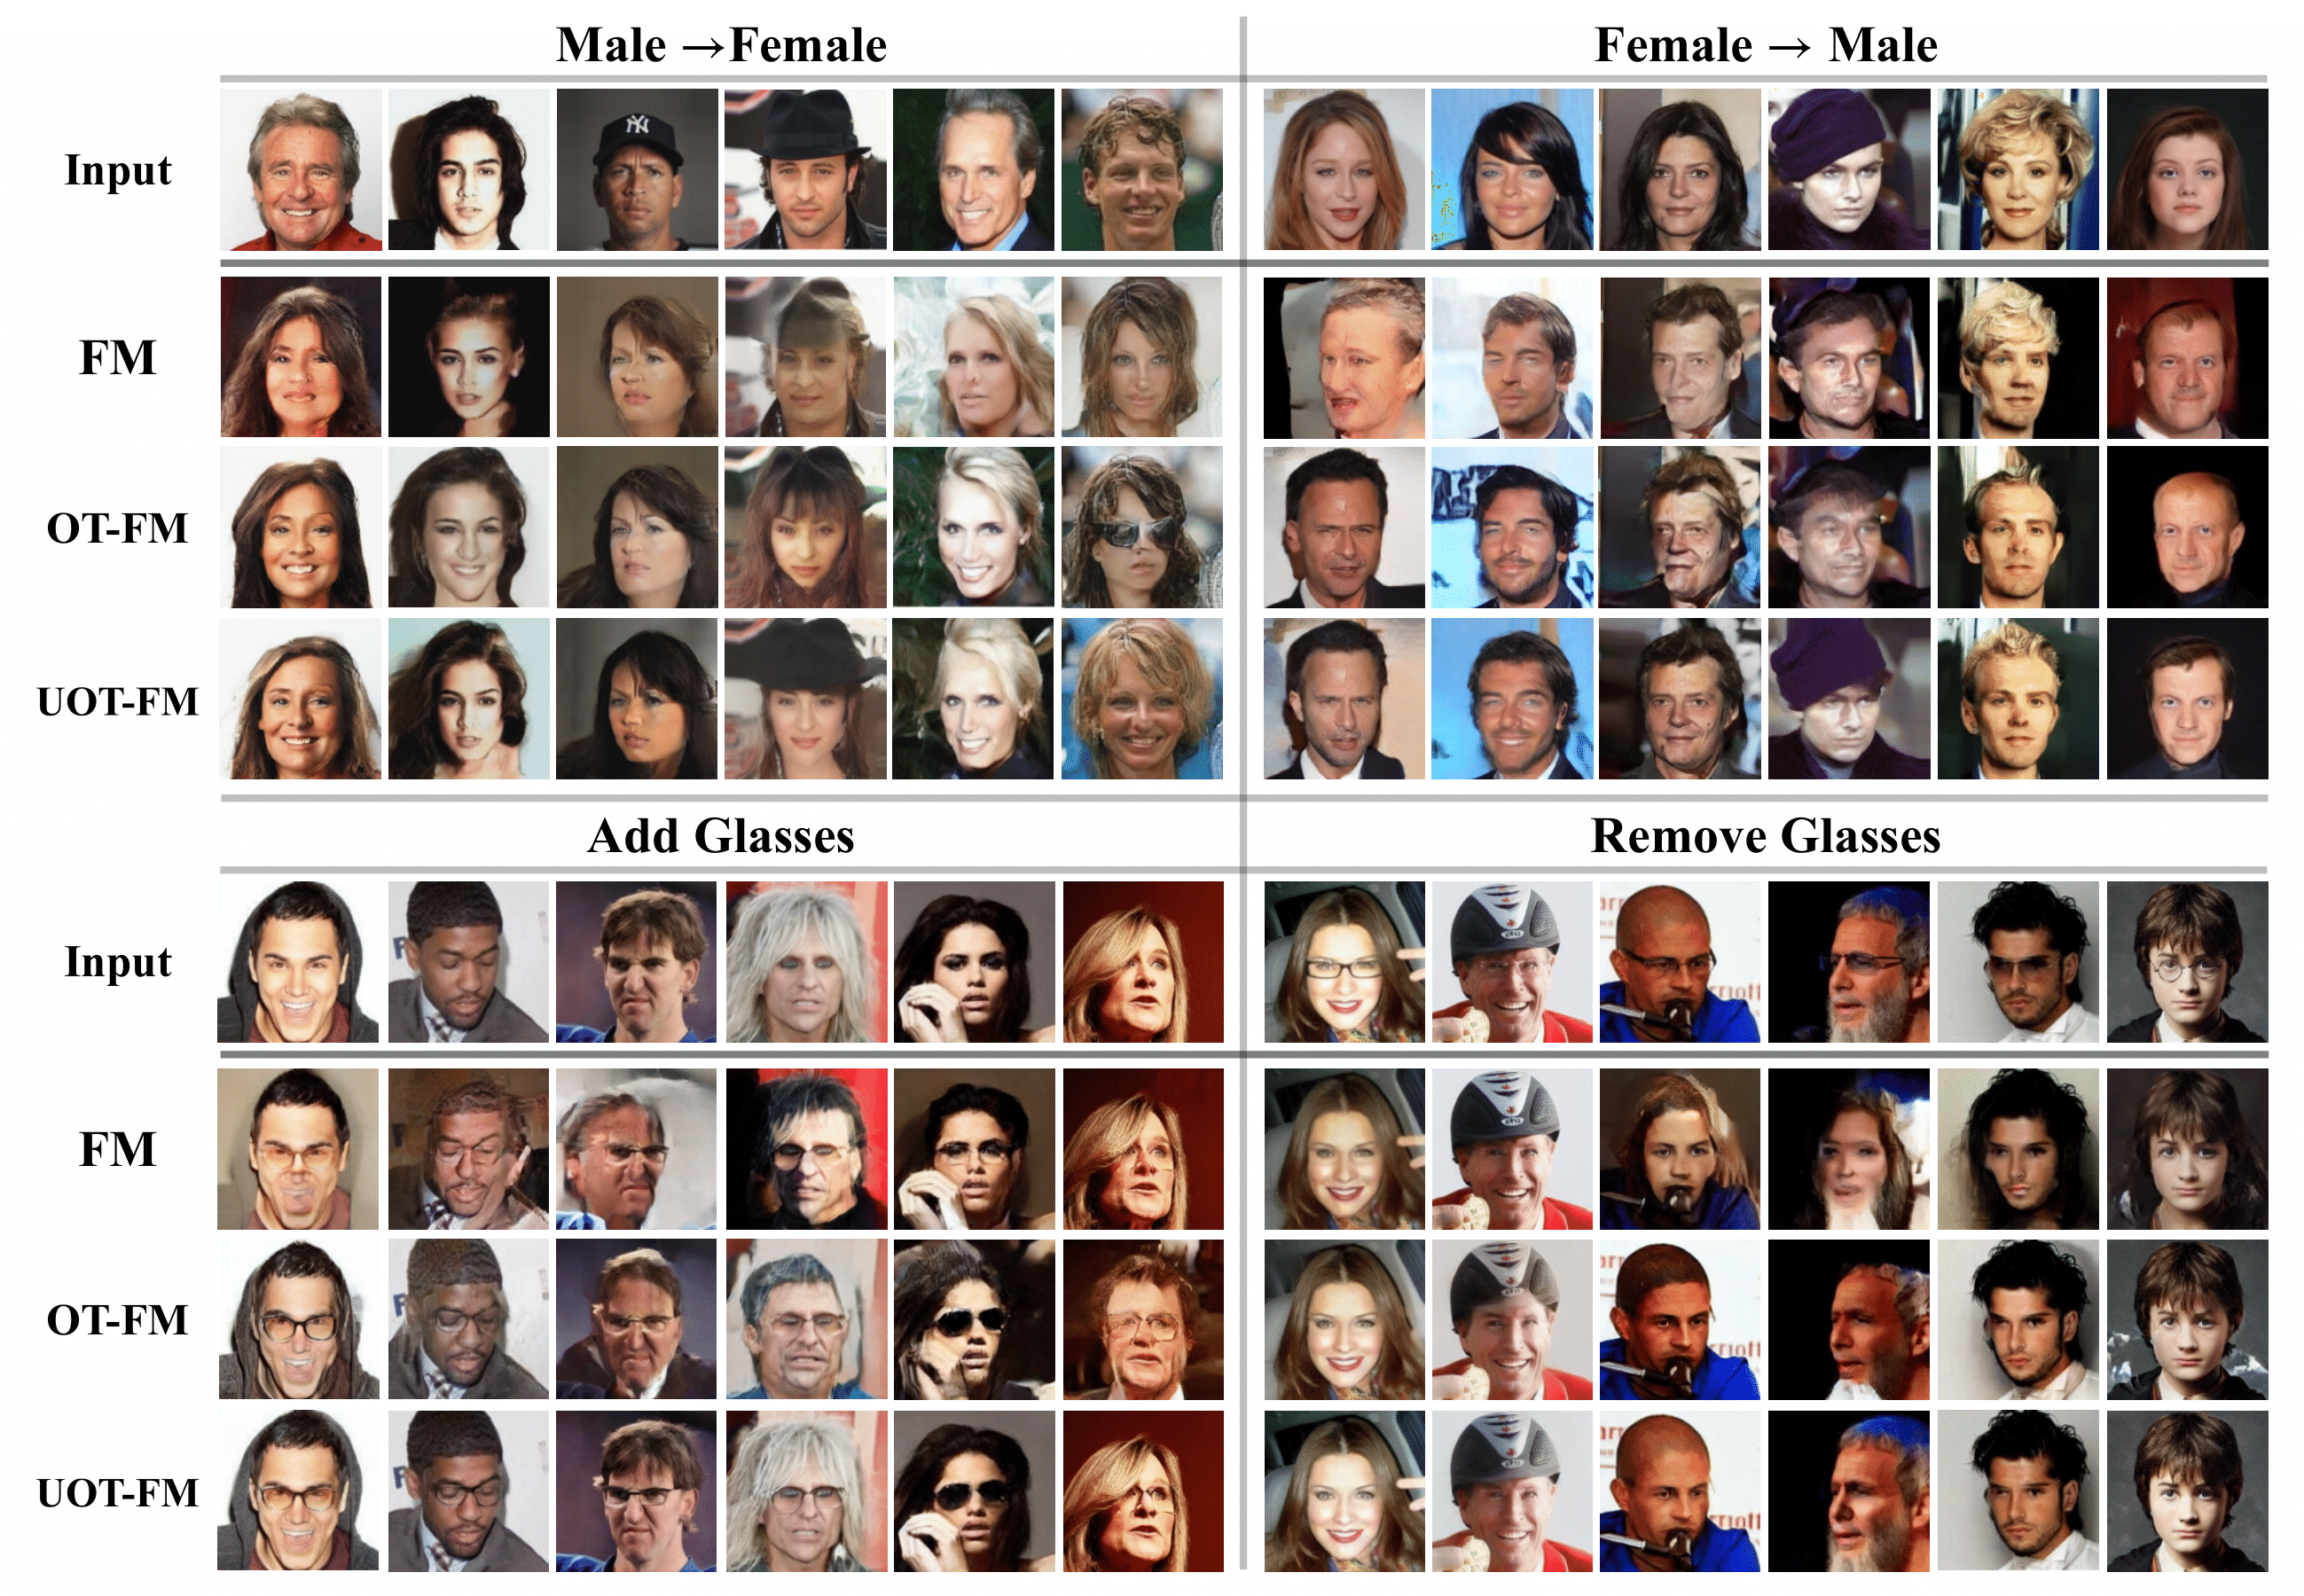 Male →Female
Female → Male
Input
FM
OT-FM
UOT-FM
Add Glasses
Remove Glasses
Input
FM
OT-FM
UOT-FM